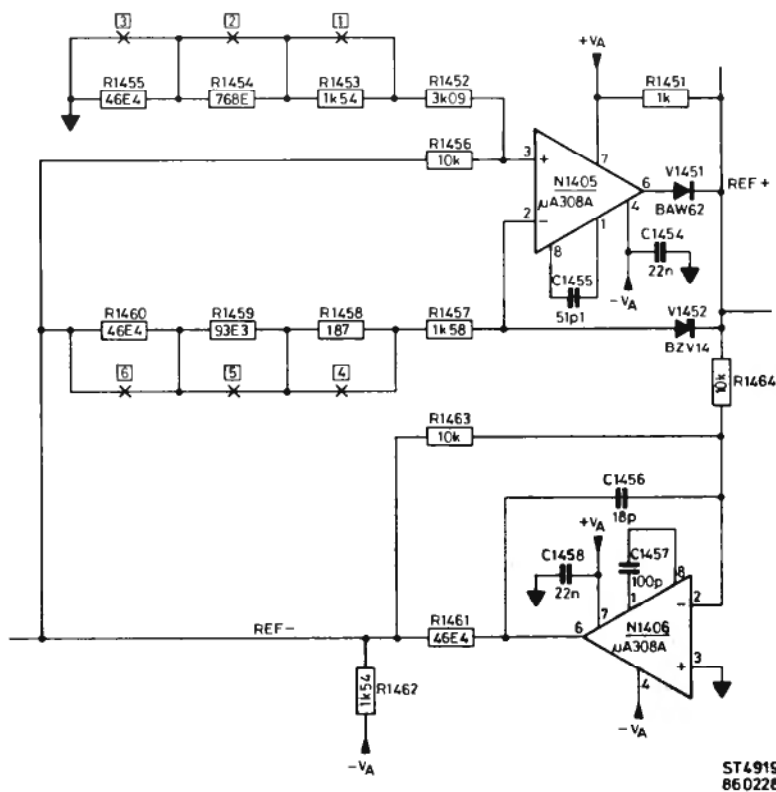 3
2
1
+VA
R1455
R1454
R1453
R1452
R1451
46E4
768E
1k54
3k09
1k
R1456
10k
3
+
7
N1405
µA308A
6
V1451
REF+
BAW62
2
−
8
1
4
C1454
22n
C1455
51p1
−VA
R1460
R1459
R1458
R1457
V1452
46E4
93E3
187
1k58
BZV14
6
5
4
10k
R1464
R1463
10k
C1456
18p
+VA
C1458
22n
C1457
100p
8
1
7
2
−
6
N1406
µA308A
+
3
4
−VA
REF−
R1461
46E4
1k54
R1462
−VA
ST4919
860228